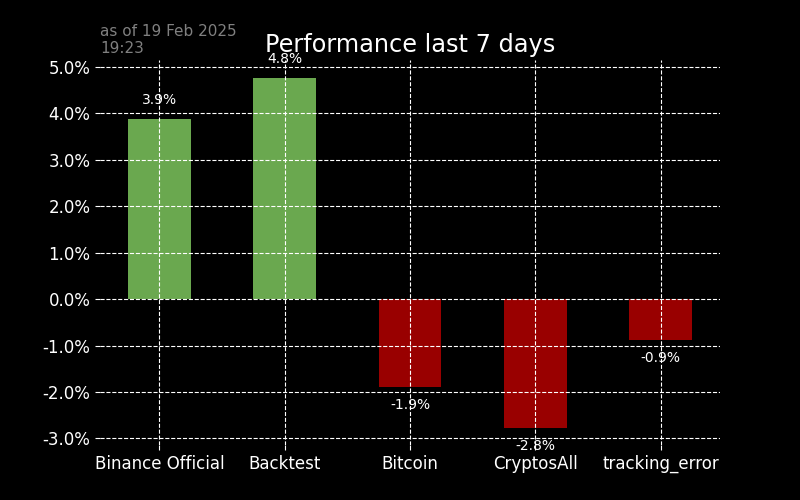 as of 19 Feb 2025
19:23
Performance last 7 days
5.0%
4.0%
3.0%
2.0%
1.0%
0.0%
-1.0%
-2.0%
-3.0%
3.9%
4.8%
-1.9%
-2.8%
-0.9%
Binance Official
Backtest
Bitcoin
CryptosAll
tracking_error